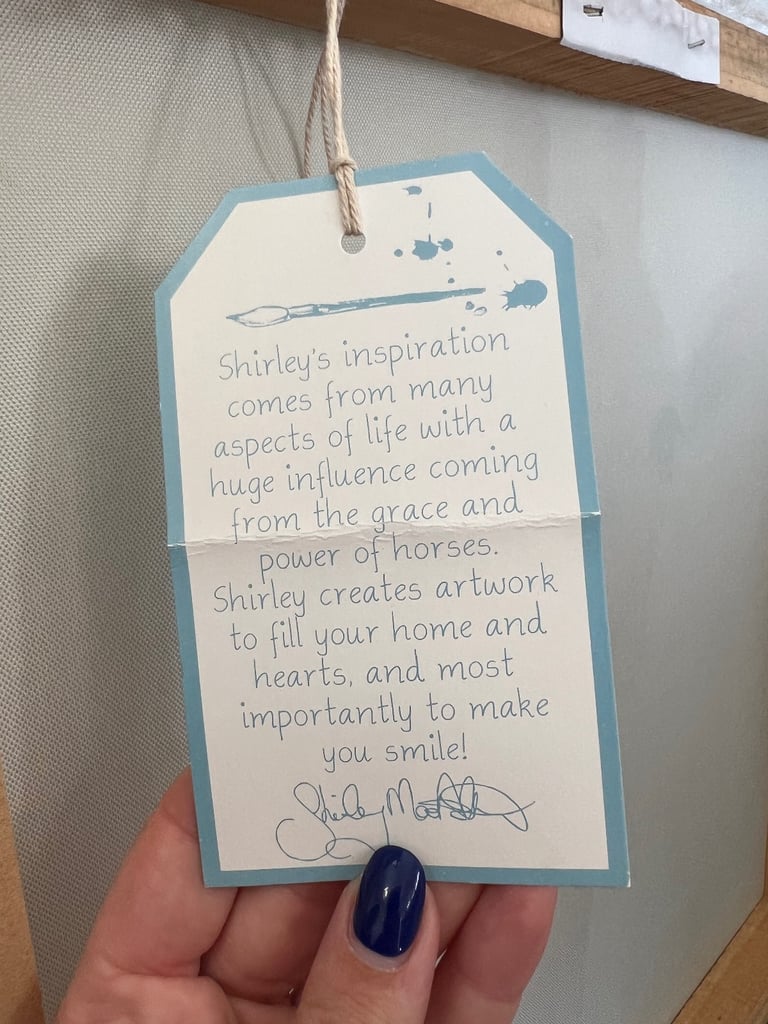 Shirley's inspiration
comes from many
aspects of life with a
huge influence coming
from the grace and
power of horses.
Shirley creates artwork
to fill your home and
hearts, and most
importantly to make
you smile!
Shirley